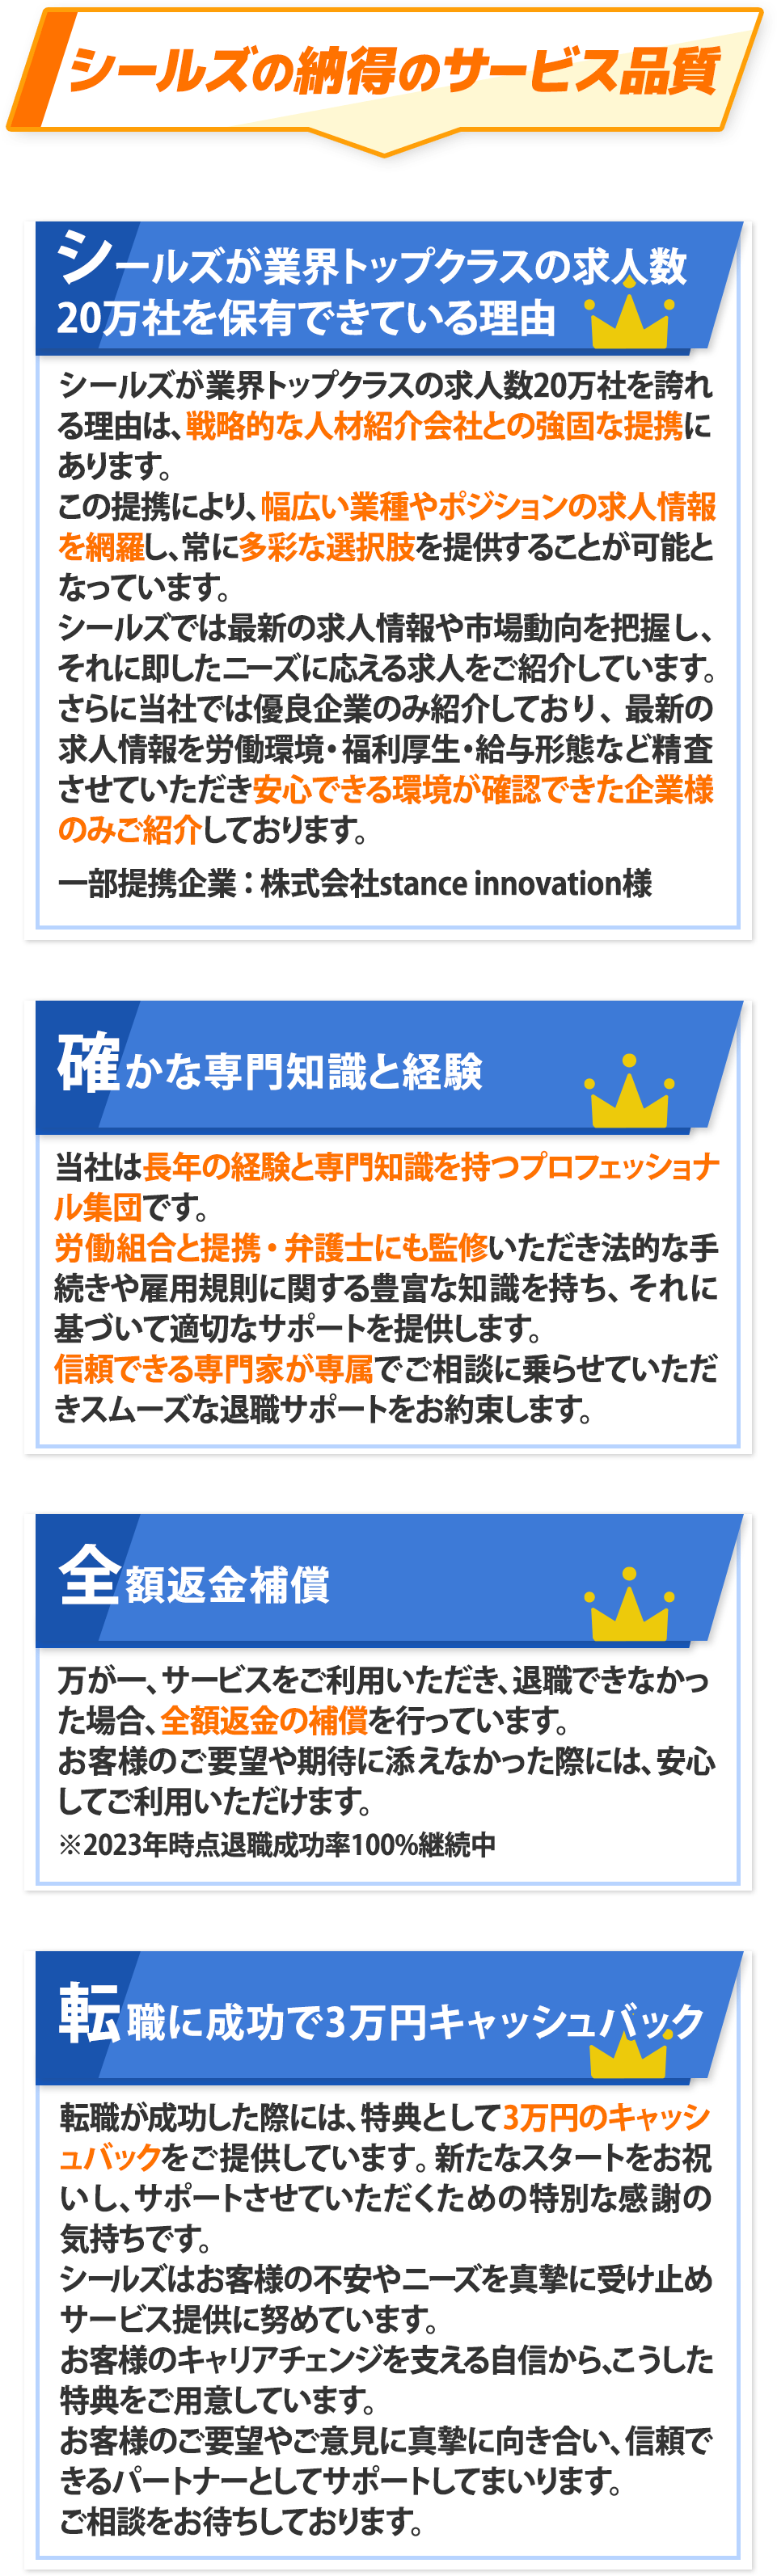 シールズの納得のサービス品質
シールズが業界トップクラスの求人数
20万社を保有できている理由
シールズが業界トップクラスの求人数20万社を誇れ
る理由は、戦略的な人材紹介会社との強固な提携に
あります。
この提携により、幅広い業種やポジションの求人情報
を網羅し、常に多彩な選択肢を提供することが可能と
なっています。
シールズでは最新の求人情報や市場動向を把握し、
それに即したニーズに応える求人をご紹介しています。
さらに当社では優良企業のみ紹介しており、最新の
求人情報を労働環境・福利厚生・給与形態など精査
させていただき安心できる環境が確認できた企業様
のみご紹介しております。
一部提携企業：株式会社stance innovation様
確かな専門知識と経験
当社は長年の経験と専門知識を持つプロフェッショナ
ル集団です。
労働組合と提携・弁護士にも監修いただき法的な手
続きや雇用規則に関する豊富な知識を持ち、それに
基づいて適切なサポートを提供します。
信頼できる専門家が専属でご相談に乗らせていただ
きスムーズな退職サポートをお約束します。
全額返金補償
万が一、サービスをご利用いただき、退職できなかっ
た場合、全額返金の補償を行っています。
お客様のご要望や期待に添えなかった際には、安心
してご利用いただけます。
※2023年時点退職成功率100%継続中
転職に成功で3万円キャッシュバック
転職が成功した際には、特典として3万円のキャッシ
ュバックをご提供しています。新たなスタートをお祝
いし、サポートさせていただくための特別な感謝の
気持ちです。
シールズはお客様の不安やニーズを真摯に受け止め
サービス提供に努めています。
お客様のキャリアチェンジを支える自信から、こうした
特典をご用意しています。
お客様のご要望やご意見に真摯に向き合い、信頼で
きるパートナーとしてサポートしてまいります。
ご相談をお待ちしております。